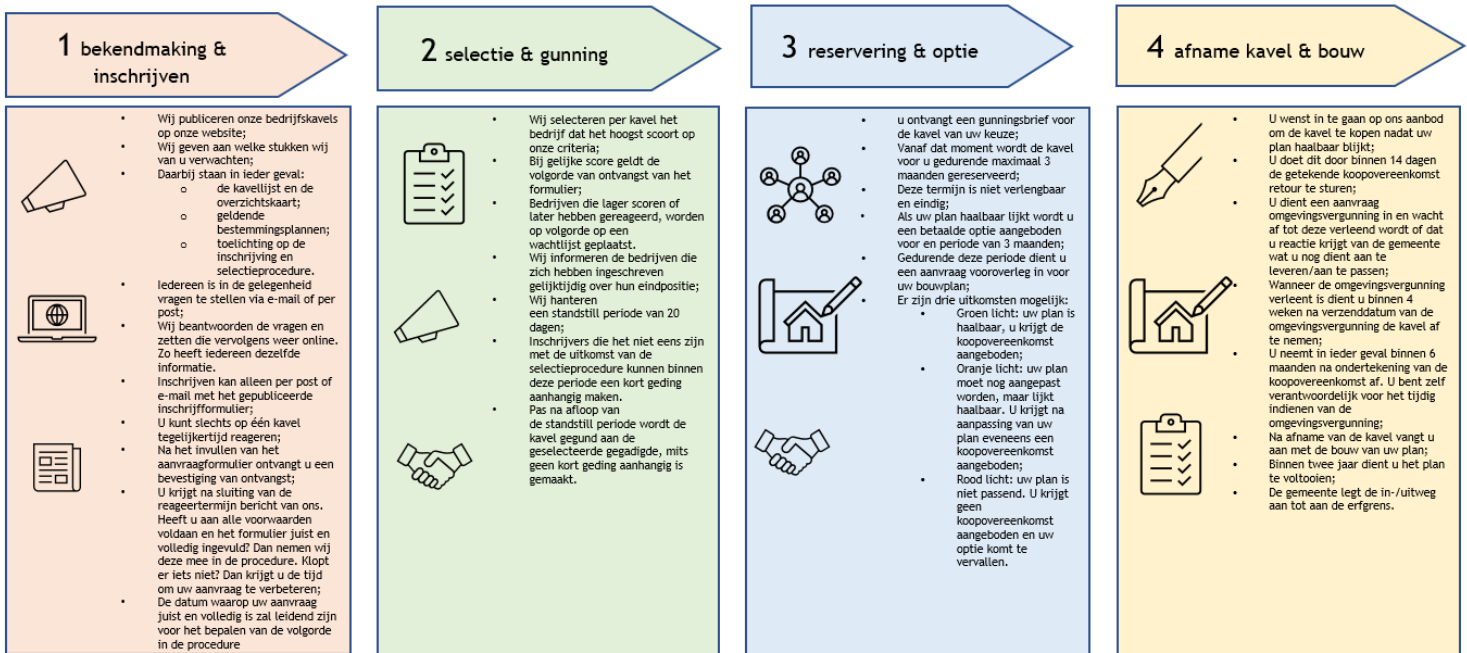 1 bekendmaking &
inschrijven
• Wij publiceren onze bedrijfskavels
op onze website;
• Wij geven aan welke stukken wij
van u verwachten;
• Daarbij staan in ieder geval:
o de kavellijst en de
overzichtskaart;
o geldende
bestemmingsplannen;
o toelichting op de
inschrijving en
selectieprocedure.
• Iedereen is in de gelegenheid
vragen te stellen via e-mail of per
post;
• Wij beantwoorden de vragen en
zetten die vervolgens weer online.
Zo heeft iedereen dezelfde
informatie.
• Inschrijven kan alleen per post of
e-mail met het gepubliceerde
inschrijfformulier;
• U kunt slechts op één kavel
tegelijkertijd reageren;
• Na het invullen van het
aanvraagformulier ontvangt u een
bevestiging van ontvangst;
• U krijgt na sluiting van de
reageertermijn bericht van ons.
Heeft u aan alle voorwaarden
voldaan en het formulier juist en
volledig ingevuld? Dan nemen wij
deze mee in de procedure. Klopt
er iets niet? Dan krijgt u de tijd
om uw aanvraag te verbeteren;
• De datum waarop uw aanvraag
juist en volledig is zal leidend zijn
voor het bepalen van de volgorde
in de procedure
2 selectie & gunning
• Wij selecteren per kavel het
bedrijf dat het hoogst scoort op
onze criteria;
• Bij gelijke score geldt de
volgorde van ontvangst van het
formulier;
• Bedrijven die lager scoren of
later hebben gereageerd, worden
op volgorde op een
wachtlijst geplaatst.
• Wij informeren de bedrijven die
zich hebben ingeschreven
gelijktijdig over hun eindpositie;
• Wij hanteren
een standstill periode van 20
dagen;
• Inschrijvers die het niet eens zijn
met de uitkomst van de
selectieprocedure kunnen binnen
deze periode een kort geding
aanhangig maken.
• Pas na afloop van
de standstill periode wordt de
kavel gegund aan de
geselecteerde gegadigde, mits
geen kort geding aanhangig is
gemaakt.
3 reservering & optie
• u ontvangt een gunningsbrief voor
de kavel van uw keuze;
• Vanaf dat moment wordt de kavel
voor u gedurende maximaal 3
maanden gereserveerd;
• Deze termijn is niet verlengbaar
en eindig;
• Als uw plan haalbaar lijkt wordt u
een betaalde optie aangeboden
voor en periode van 3 maanden;
• Gedurende deze periode dient u
een aanvraag vooroverleg in voor
uw bouwplan;
• Er zijn drie uitkomsten mogelijk:
• Groen licht: uw plan is
haalbaar, u krijgt de
koopovereenkomst
aangeboden;
• Oranje licht: uw plan
moet nog aangepast
worden, maar lijkt
haalbaar. U krijgt na
aanpassing van uw
plan eveneens een
koopovereenkomst
aangeboden;
• Rood licht: uw plan is
niet passend. U krijgt
geen
koopovereenkomst
aangeboden en uw
optie komt te
vervallen.
4 afname kavel & bouw
• U wenst in te gaan op ons aanbod
om de kavel te kopen nadat uw
plan haalbaar blijkt;
• U doet dit door binnen 14 dagen
de getekende koopovereenkomst
retour te sturen;
• U dient een aanvraag
omgevingsvergunning in en wacht
af tot deze verleend wordt of dat
u reactie krijgt van de gemeente
wat u nog dient aan te
leveren/aan te passen;
• Wanneer de omgevingsvergunning
verleent is dient u binnen 4
weken na verzenddatum van de
omgevingsvergunning de kavel af
te nemen;
• U neemt in ieder geval binnen 6
maanden na ondertekening van de
koopovereenkomst af. U bent zelf
verantwoordelijk voor het tijdig
indienen van de
omgevingsvergunning;
• Na afname van de kavel vangt u
aan met de bouw van uw plan;
• Binnen twee jaar dient u het plan
te voltooien;
• De gemeente legt de in-/uitweg
aan tot aan de erfgrens.